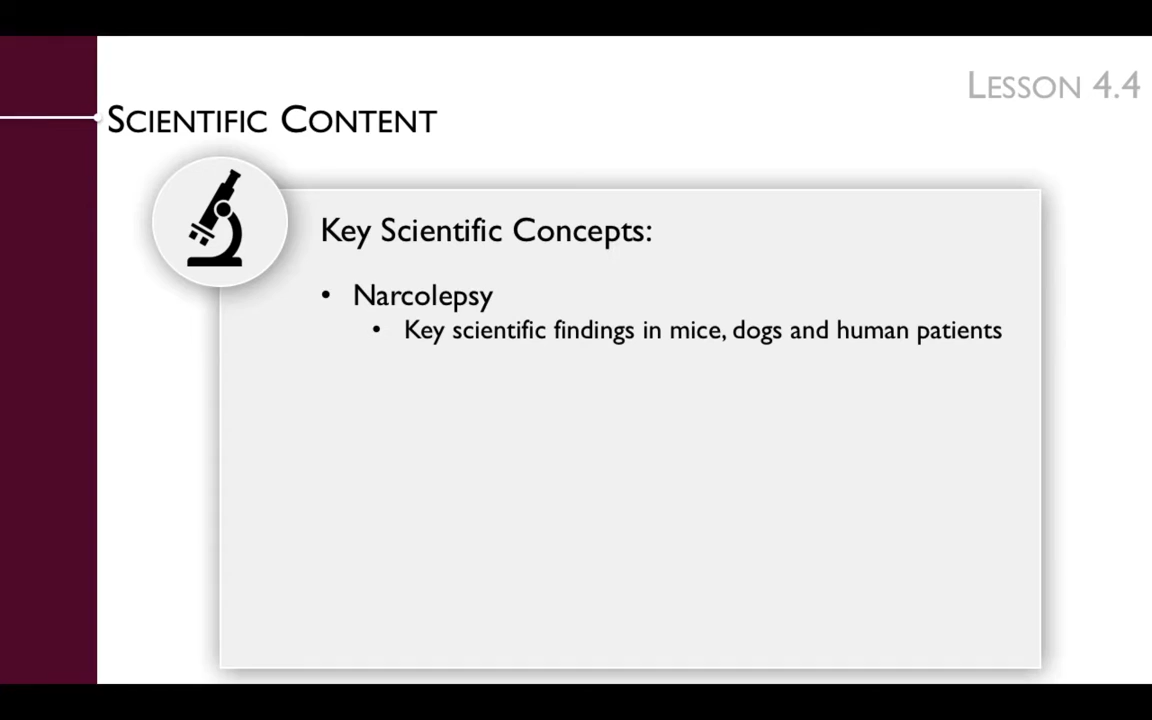 LESSON 4.4
SCIENTIFIC CONTENT
Key Scientific Concepts:
• Narcolepsy
• Key scientific findings in mice, dogs and human patients